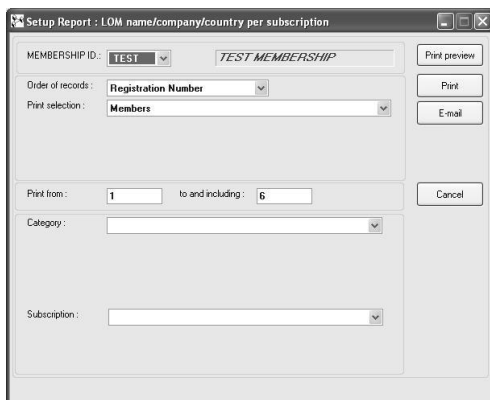 Setup Report : LOM name/company/country per subscription
MEMBERSHIP ID.: TEST TEST MEMBERSHIP Print preview
Order of records : Registration Number Print
Print selection : Members E-mail
Print from : 1 to and including : 6 Cancel
Category :
Subscription :